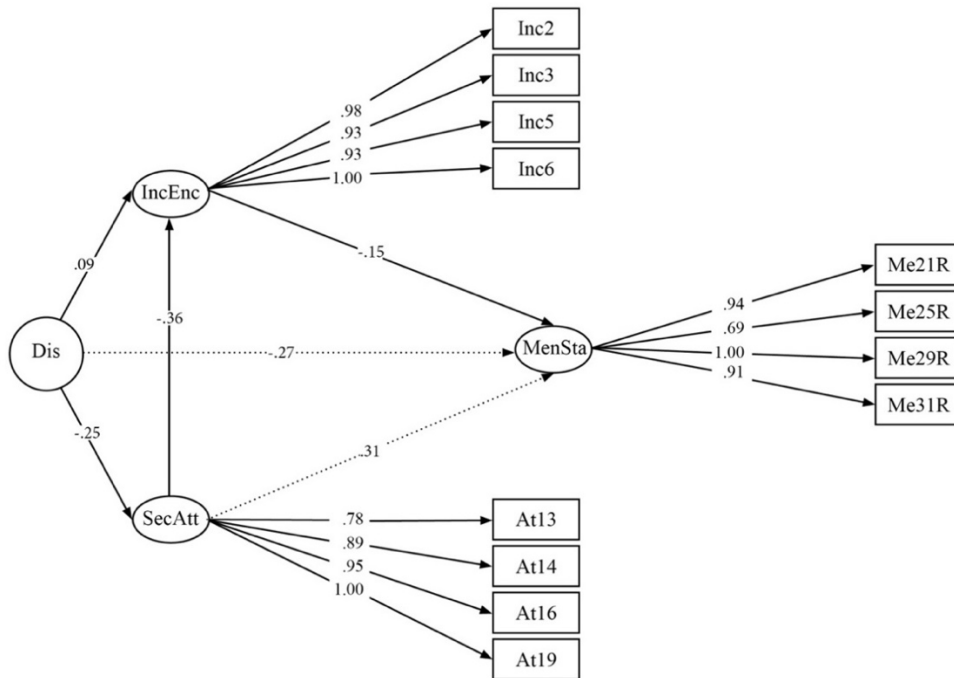 Inc2
Inc3
Inc5
Inc6
.98
.93
.93
1.00
IncEnc
.09
-.36
-.15
Dis
-.27
MenSta
.94
.69
1.00
.91
Me21R
Me25R
Me29R
Me31R
-.25
.31
SecAtt
.78
.89
.95
1.00
At13
At14
At16
At19